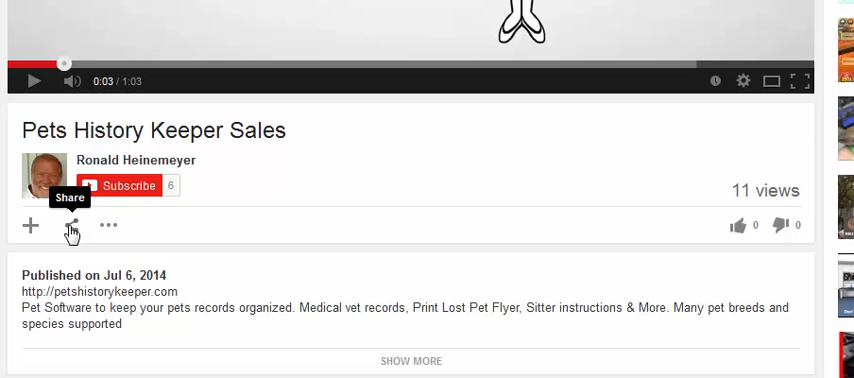 0:03 / 1:03
Pets History Keeper Sales
Ronald Heinemeyer
Subscribe 6
Share
11 views
0 0
Published on Jul 6, 2014
http://petshistorykeeper.com
Pet Software to keep your pets records organized. Medical vet records, Print Lost Pet Flyer, Sitter instructions & More. Many pet breeds and
species supported
SHOW MORE